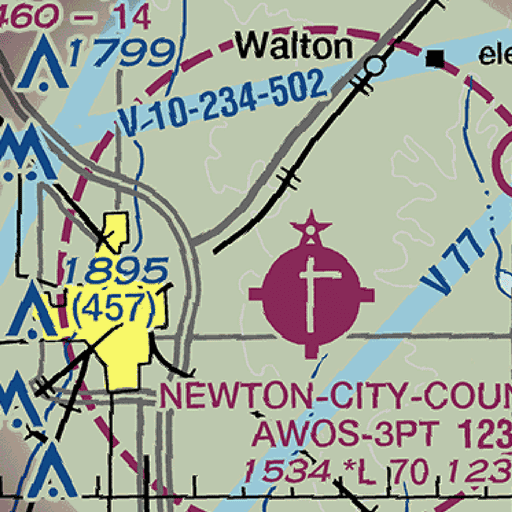 460 – 14
1799
Walton
ele
V-10-234-502
V 77
1895
(457)
NEWTON-CITY-COUN
AWOS-3PT 123
1534 *L 70 123